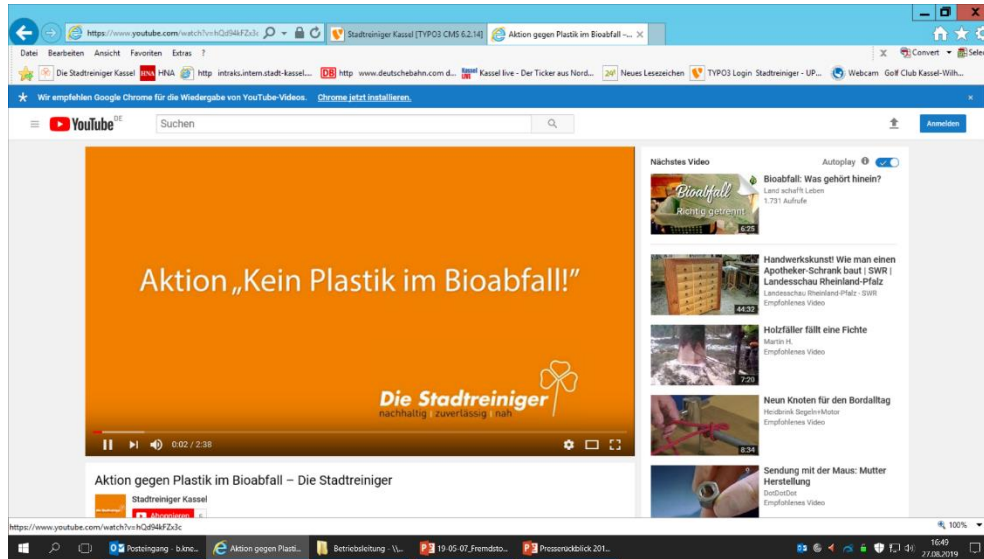 https://www.youtube.com/watch?v=hQd94kFZx3c
Stadtreiniger Kassel [TYPO3 CMS 6.2.14]
Aktion gegen Plastik im Bioabfall –...
Datei Bearbeiten Ansicht Favoriten Extras ?
X Convert Selec
Die Stadtreiniger Kassel
HNA HNA
http intraks.intern.stadt-kassel....
DB http www.deutschebahn.com d...
Kassel live - Der Ticker aus Nord...
Neues Lesezeichen
TYPO3 Login Stadtreiniger - UP...
Webcam Golf Club Kassel-Wilh...
Wir empfehlen Google Chrome für die Wiedergabe von YouTube-Videos. Chrome jetzt installieren.
YouTube DE
Suchen
Anmelden
Aktion „Kein Plastik im Bioabfall!”
Die Stadtreiniger
nachhaltig | zuverlässig | nah
0:02 / 2:38
Aktion gegen Plastik im Bioabfall – Die Stadtreiniger
Stadtreiniger Kassel
Abonnieren 6
Nächstes Video
Autoplay
Bioabfall
Richtig getrennt
6:25
Bioabfall: Was gehört hinein?
Land schafft Leben
1.731 Aufrufe
44:32
Handwerkskunst! Wie man einen
Apotheker-Schrank baut | SWR |
Landesschau Rheinland-Pfalz
Landesschau Rheinland-Pfalz - SWR
Empfohlenes Video
7:20
Holzfäller fällt eine Fichte
Martin H.
Empfohlenes Video
8:34
Neun Knoten für den Bordalltag
Heidbrink Segeln+Motor
Empfohlenes Video
Sendung mit der Maus: Mutter
Herstellung
DotDotDot
Empfohlenes Video
https://www.youtube.com/watch?v=hQd94kFZx3c
100%
Posteingang - b.kne...
Aktion gegen Plasti...
Betriebsleitung - \\...
19-05-07_Fremdsto...
Presserückblick 201...
16:49
27.08.2019